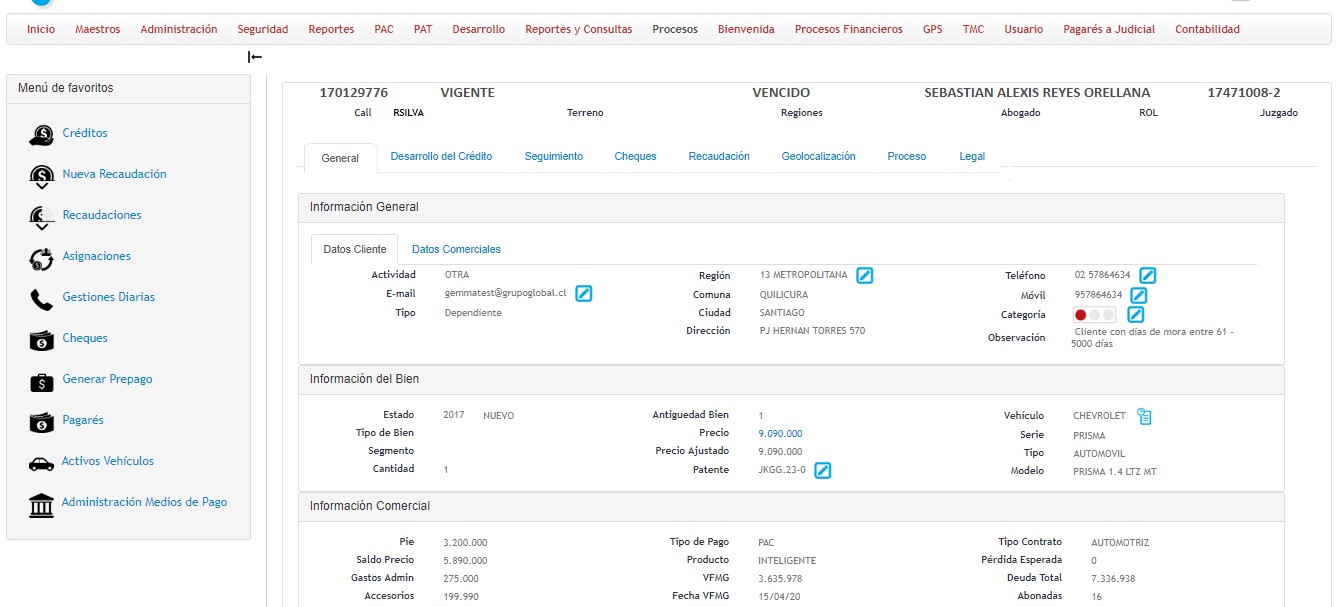 Inicio Maestros Administración Seguridad Reportes PAC PAT Desarrollo Reportes y Consultas Procesos Bienvenida Procesos Financieros GPS TMC Usuario Pagarés a Judicial Contabilidad
Menú de favoritos
Créditos
Nueva Recaudación
Recaudaciones
Asignaciones
Gestiones Diarias
Cheques
Generar Prepago
Pagarés
Activos Vehículos
Administración Medios de Pago
170129776 VIGENTE VENCIDO SEBASTIAN ALEXIS REYES ORELLANA 17471008-2
Call RSILVA Terreno Regiones Abogado ROL Juzgado
General Desarrollo del Crédito Seguimiento Cheques Recaudación Geolocalización Proceso Legal
Información General
Datos Cliente Datos Comerciales
Actividad OTRA Región 13 METROPOLITANA Teléfono 02 57864634
E-mail gemmatest@grupoglobal.cl Comuna QUILICURA Móvil 957864634
Tipo Dependiente Ciudad SANTIAGO Categoría
Dirección PJ HERNAN TORRES 570 Observación Cliente con días de mora entre 61 -
5000 días
Información del Bien
Estado 2017 NUEVO Antiguedad Bien 1 Vehículo CHEVROLET
Tipo de Bien Precio 9.090.000 Serie PRISMA
Segmento Precio Ajustado 9.090.000 Tipo AUTOMOVIL
Cantidad 1 Patente JKGG.23-0 Modelo PRISMA 1.4 LTZ MT
Información Comercial
Pie 3.200.000 Tipo de Pago PAC Tipo Contrato AUTOMOTRIZ
Saldo Precio 5.890.000 Producto INTELIGENTE Pérdida Esperada 0
Gastos Admin 275.000 VFMG 3.635.978 Deuda Total 7.336.938
Accesorios 199.990 Fecha VFMG 15/04/20 Abonadas 16